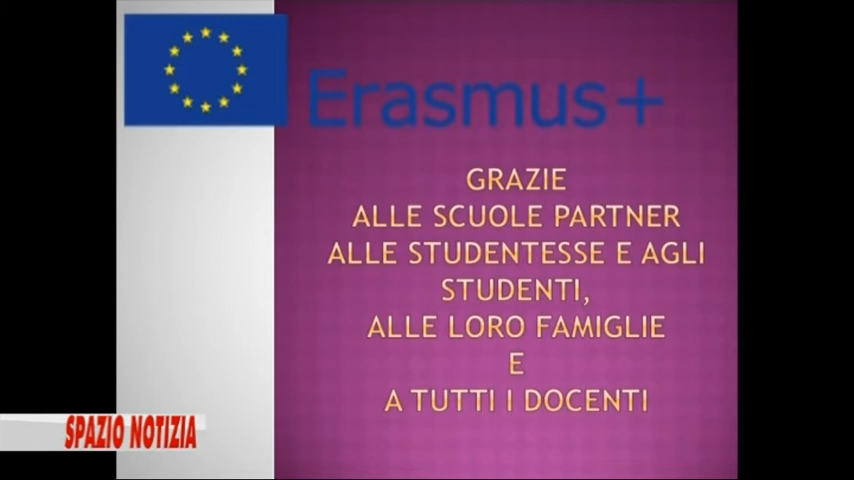 Erasmus+
GRAZIE
ALLE SCUOLE PARTNER
ALLE STUDENTESSE E AGLI
STUDENTI,
ALLE LORO FAMIGLIE
E
A TUTTI I DOCENTI
SPAZIO NOTIZIA